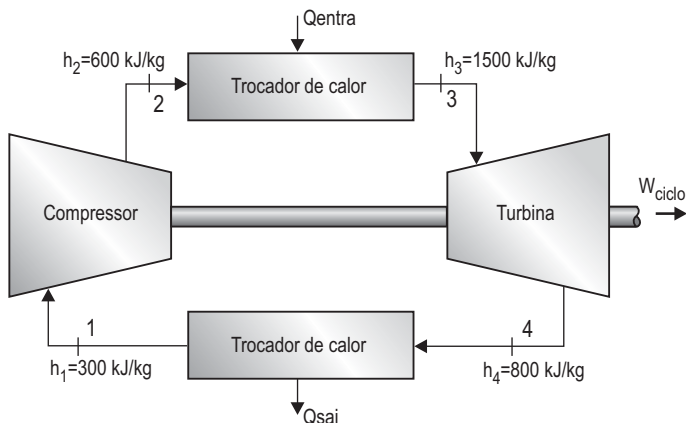 Qentra
h2=600 kJ/kg
h3=1500 kJ/kg
Trocador de calor
2
3
Compressor
Turbina
Wciclo
1
Trocador de calor
4
h1=300 kJ/kg
h4=800 kJ/kg
Qsai